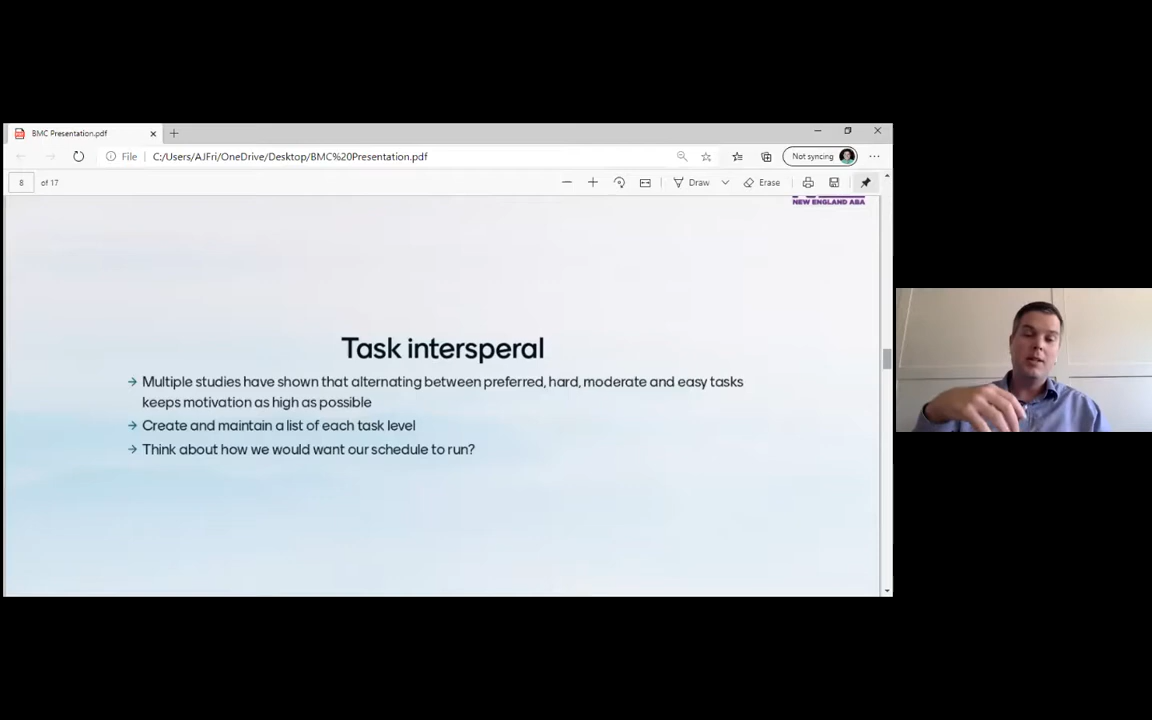 BMC Presentation.pdf
File C:/Users/AJFri/OneDrive/Desktop/BMC%20Presentation.pdf Not syncing
8 of 17 Draw Erase
NEW ENGLAND ABA
Task intersperal
→ Multiple studies have shown that alternating between preferred, hard, moderate and easy tasks
keeps motivation as high as possible
→ Create and maintain a list of each task level
→ Think about how we would want our schedule to run?